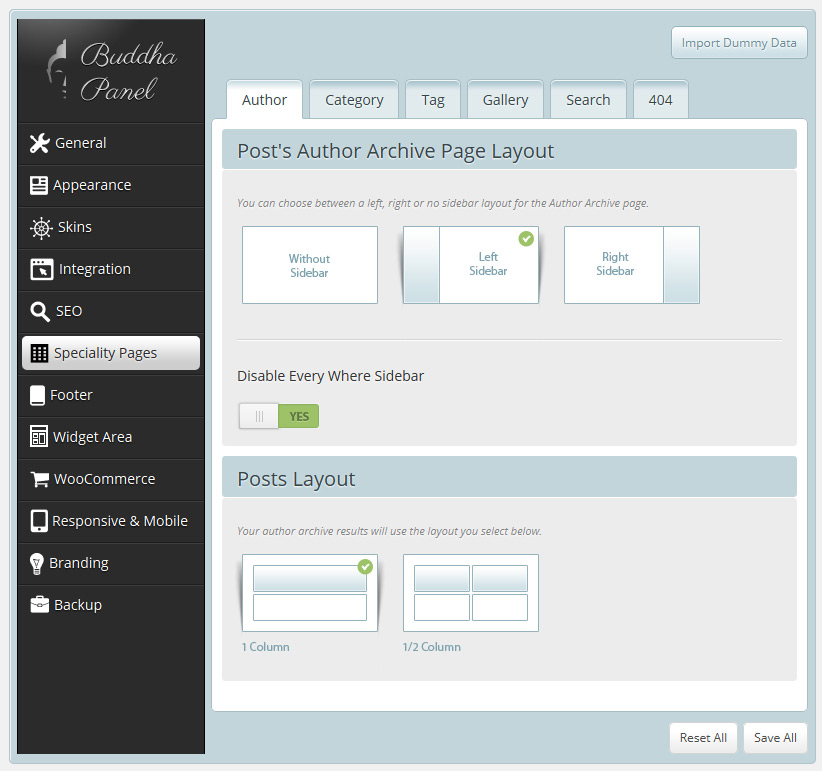 Buddha
Panel
General
Appearance
Skins
Integration
SEO
Speciality Pages
Footer
Widget Area
WooCommerce
Responsive & Mobile
Branding
Backup
Import Dummy Data
Author Category Tag Gallery Search 404
Post's Author Archive Page Layout
You can choose between a left, right or no sidebar layout for the Author Archive page.
Without
Sidebar
Left
Sidebar
Right
Sidebar
Disable Every Where Sidebar
YES
Posts Layout
Your author archive results will use the layout you select below.
1 Column 1/2 Column
Reset All Save All